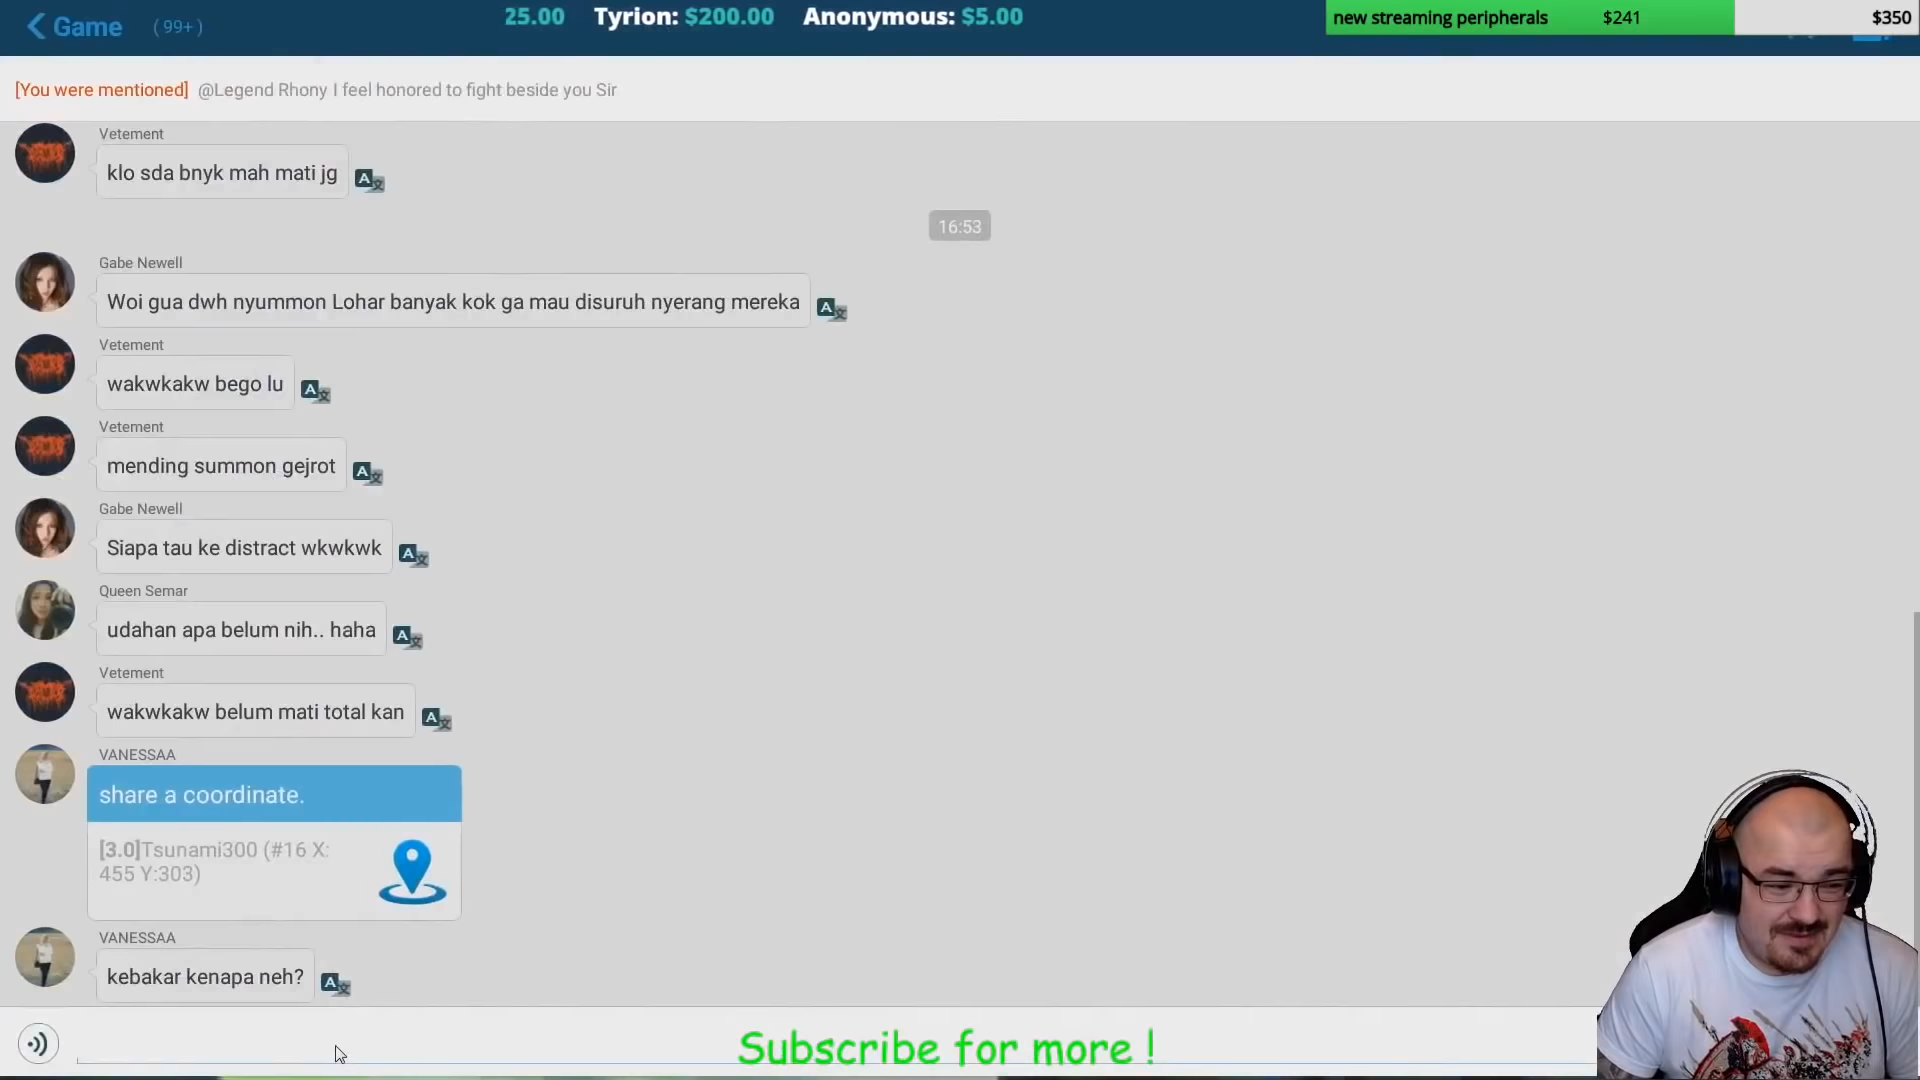 Game (99+)
25.00 Tyrion: $200.00 Anonymous: $5.00
new streaming peripherals $241 $350
[You were mentioned] @Legend Rhony I feel honored to fight beside you Sir
Vetement
klo sda bnyk mah mati jg
16:53
Gabe Newell
Woi gua dwh nyummon Lohar banyak kok ga mau disuruh nyerang mereka
Vetement
wakwkakw bego lu
Vetement
mending summon gejrot
Gabe Newell
Siapa tau ke distract wkwkwk
Queen Semar
udahan apa belum nih.. haha
Vetement
wakwkakw belum mati total kan
VANESSAA
share a coordinate.
[3.0]Tsunami300 (#16 X:
455 Y:303)
VANESSAA
kebakar kenapa neh?
Subscribe for more !